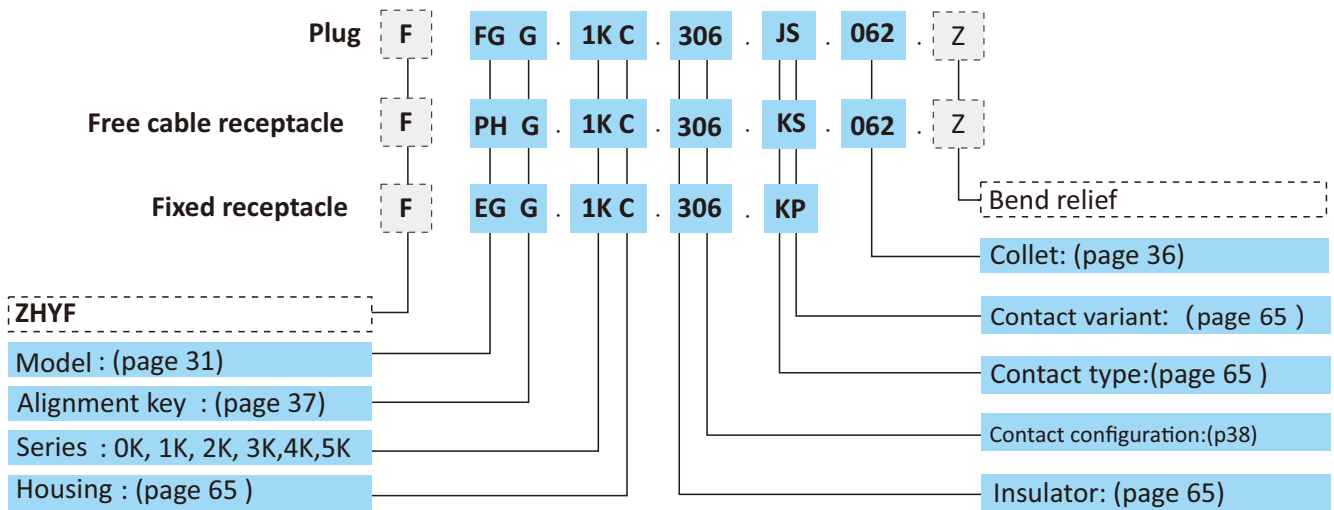 Plug F FG G . 1K C . 306 . JS . 062 . Z
Free cable receptacle F PH G . 1K C . 306 . KS . 062 . Z
Fixed receptacle F EG G . 1K C . 306 . KP
Bend relief
Collet: (page 36)
ZHYF
Contact variant: (page 65 )
Model : (page 31)
Contact type:(page 65 )
Alignment key : (page 37)
Contact configuration:(p38)
Series : 0K, 1K, 2K, 3K,4K,5K
Housing : (page 65 )
Insulator: (page 65)